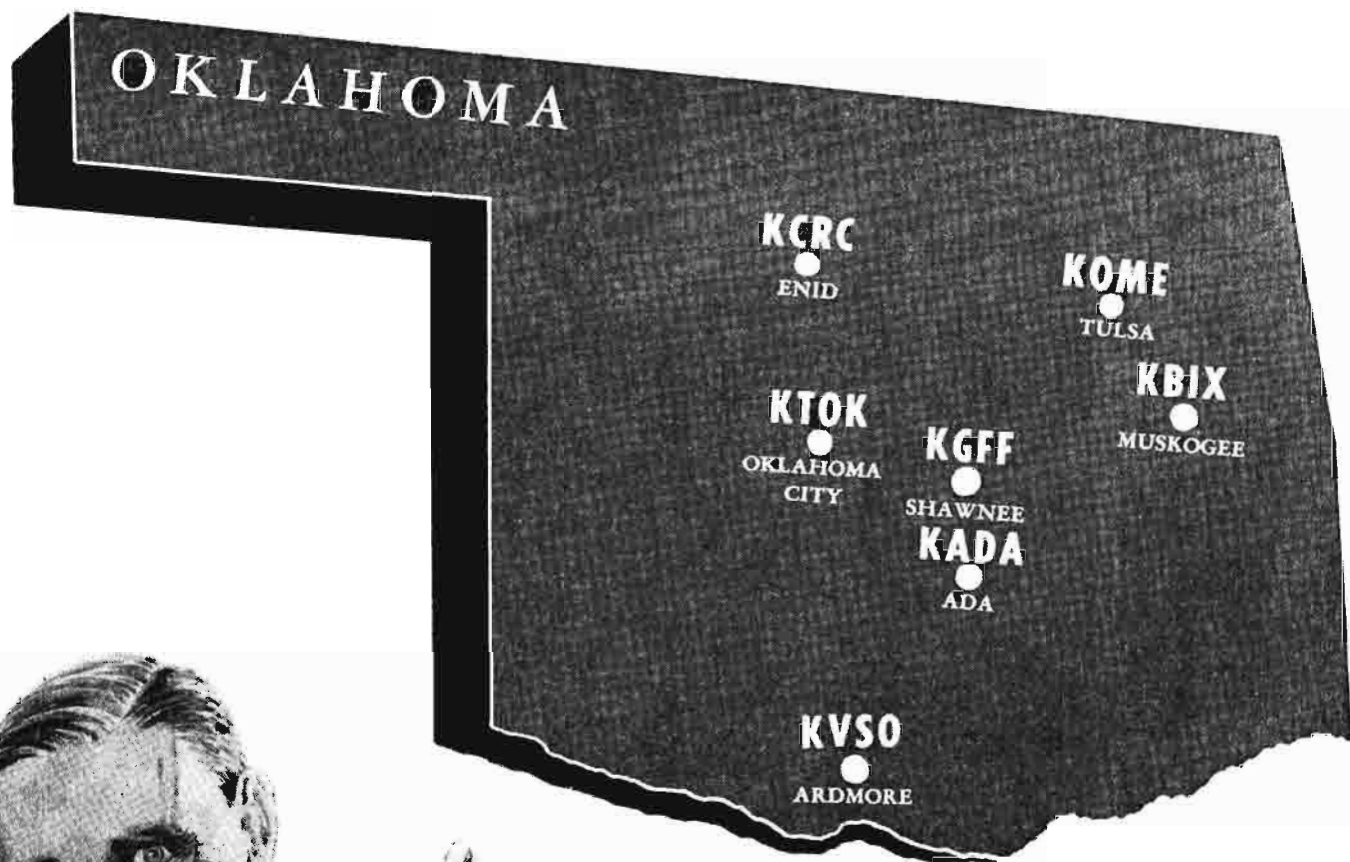 OKLAHOMA
KCRC
ENID
KOME
TULSA
KBIX
MUSKOGEE
KTOK
OKLAHOMA
CITY
KGFF
SHAWNEE
KADA
ADA
KVSO
ARDMORE